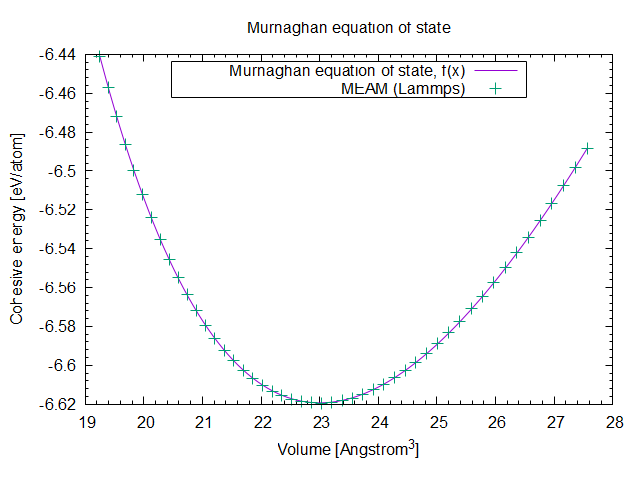 Murnaghan equation of state
-6.44
-6.46
-6.48
-6.5
-6.52
-6.54
-6.56
-6.58
-6.6
-6.62
Cohesive energy [eV/atom]
Murnaghan equation of state, f(x)
MEAM (Lammps)
19 20 21 22 23 24 25 26 27 28
Volume [Angstrom³]